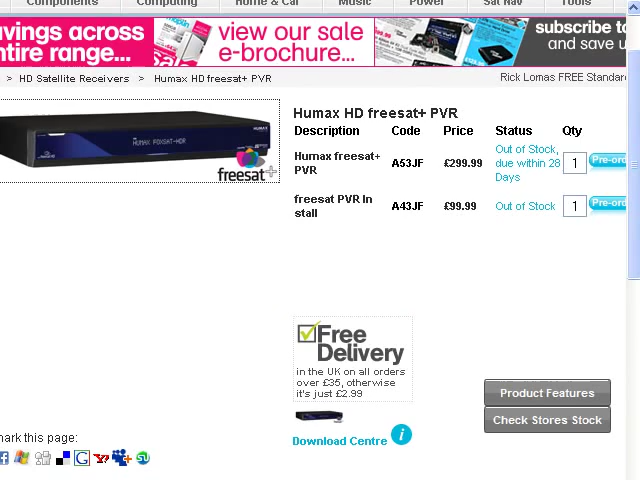 Components Computing Home & Car Music Power Sat Nav Tools
avings across
entire range...
view our sale
e-brochure...
subscribe to
and save u
> HD Satellite Receivers > Humax HD freesat+ PVR
Rick Lomas FREE Standar
HUMAX FOXSAT-HDR
HUMAX
freesat+
Humax HD freesat+ PVR
Description Code Price Status Qty
Humax freesat+ PVR A53JF £299.99 Out of Stock, due within 28 Days 1 Pre-ord
freesat PVR In stall A43JF £99.99 Out of Stock 1 Pre-ord
Free
Delivery
in the UK on all orders
over £35, otherwise
it's just £2.99
Product Features
Check Stores Stock
Download Centre i
mark this page: